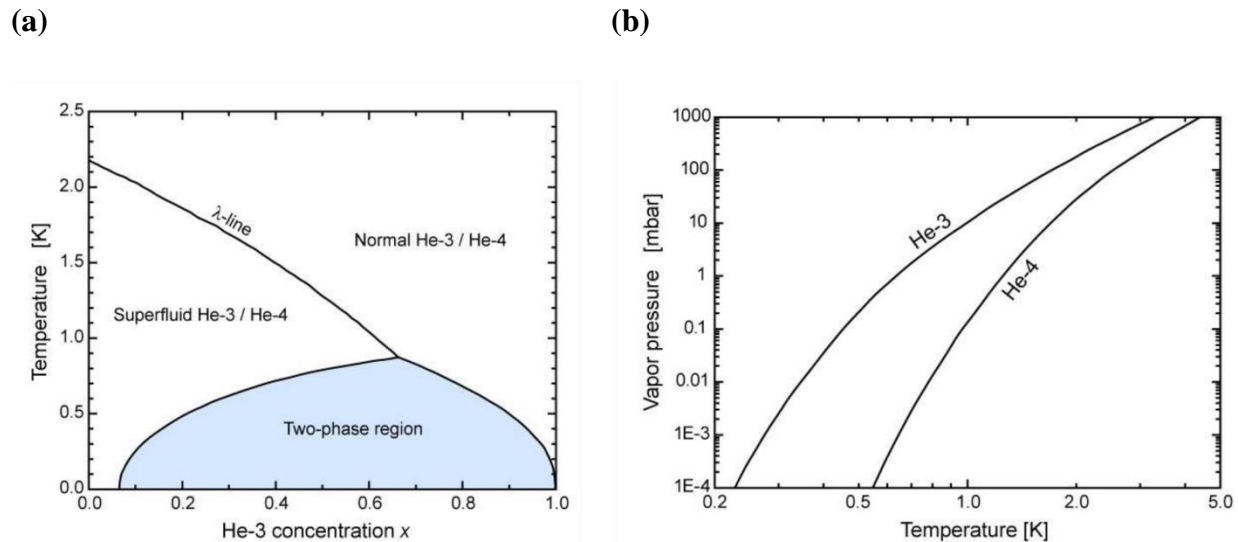 (a)
2.5
2.0
1.5
1.0
0.5
0.0
Temperature [K]
λ-line
Normal He-3 / He-4
Superfluid He-3 / He-4
Two-phase region
0.0 0.2 0.4 0.6 0.8 1.0
He-3 concentration x
(b)
1000
100
10
1
0.1
0.01
1E-3
1E-4
Vapor pressure [mbar]
He-3
He-4
0.2 0.5 1.0 2.0 5.0
Temperature [K]